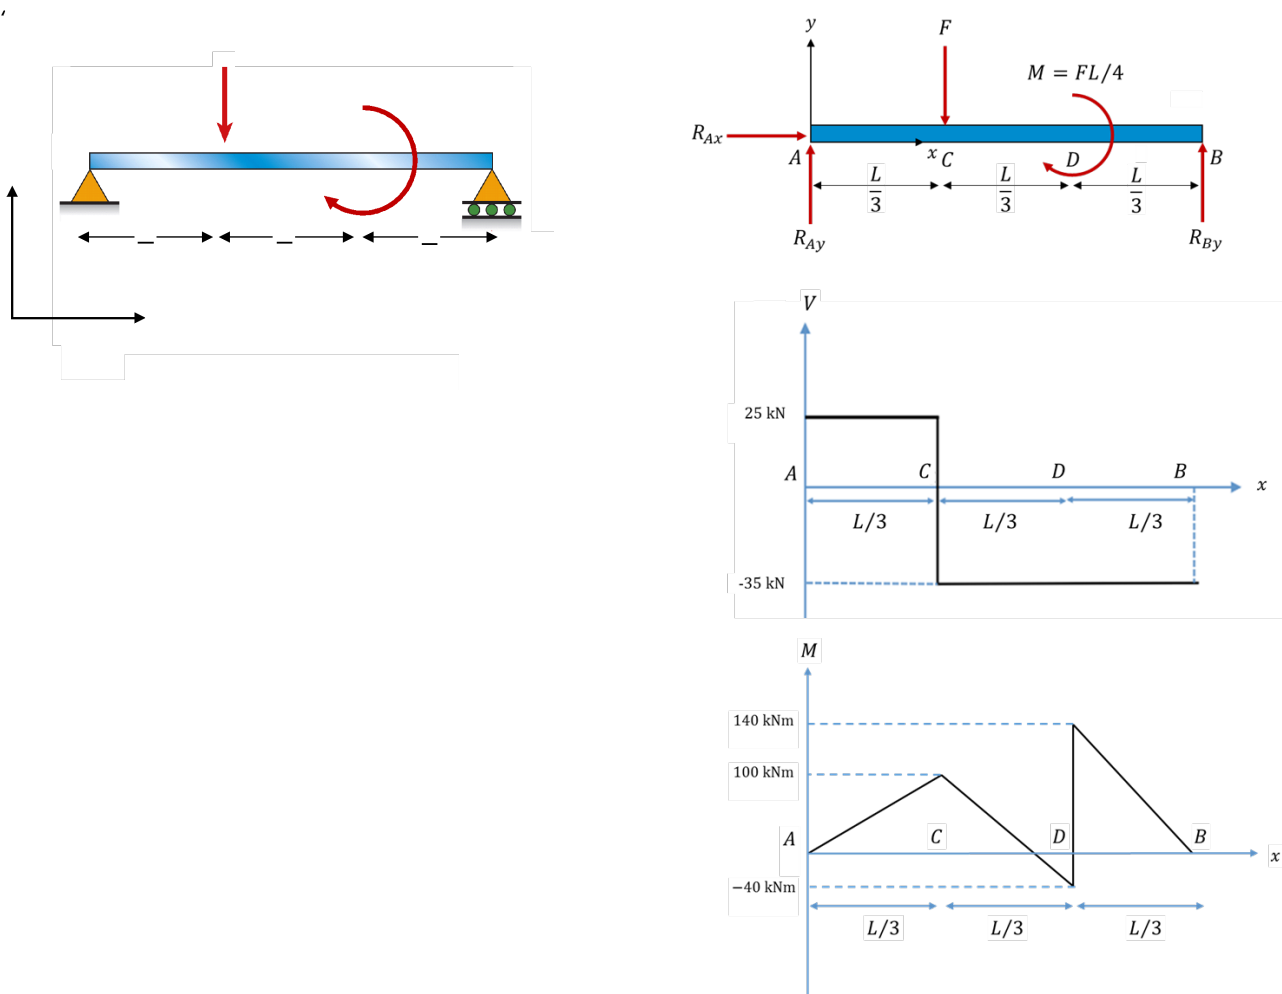 ,
y
F
M = FL/4
R_Ax
A
x
C
D
B
L/3
L/3
L/3
R_Ay
R_By
V
25 kN
A
C
D
B
x
L/3
L/3
L/3
-35 kN
M
140 kNm
100 kNm
A
C
D
B
x
−40 kNm
L/3
L/3
L/3